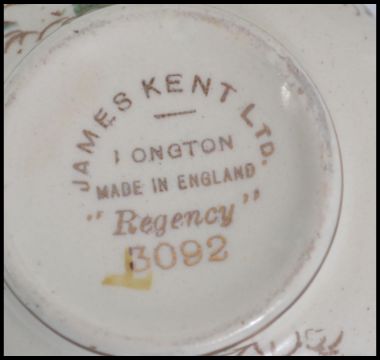 JAMES KENT LTD.
LONGTON
MADE IN ENGLAND
"Regency"
3092